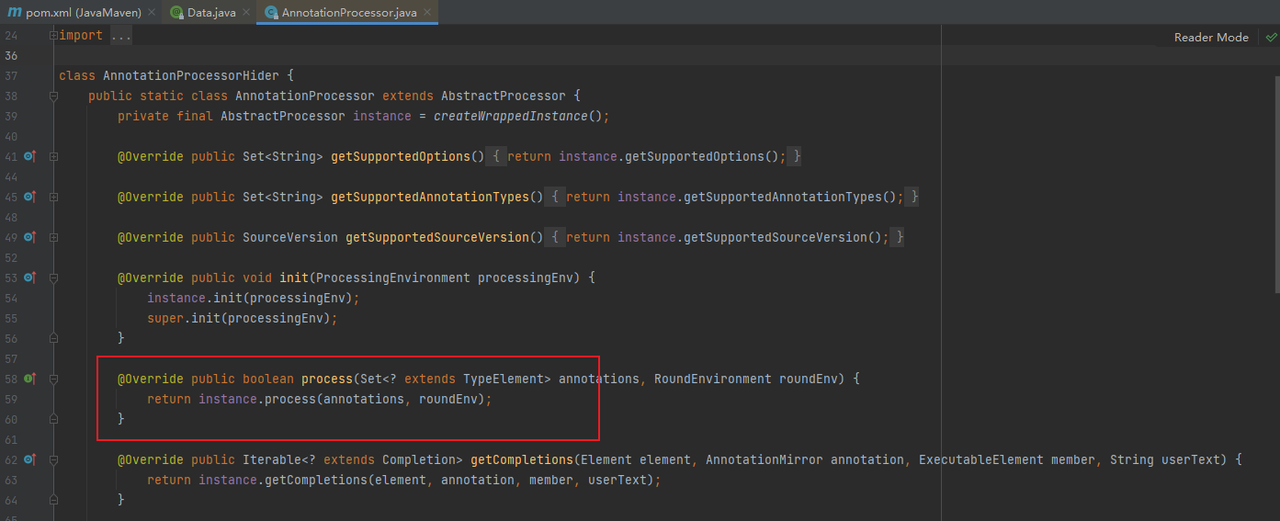 pom.xml (JavaMaven) × Data.java × AnnotationProcessor.java ×
Reader Mode
24 import ...
36
37 class AnnotationProcessorHider {
38 public static class AnnotationProcessor extends AbstractProcessor {
39 private final AbstractProcessor instance = createWrappedInstance();
40
41 @Override public Set<String> getSupportedOptions() { return instance.getSupportedOptions(); }
44
45 @Override public Set<String> getSupportedAnnotationTypes() { return instance.getSupportedAnnotationTypes(); }
48
49 @Override public SourceVersion getSupportedSourceVersion() { return instance.getSupportedSourceVersion(); }
52
53 @Override public void init(ProcessingEnvironment processingEnv) {
54 instance.init(processingEnv);
55 super.init(processingEnv);
56 }
57
58 @Override public boolean process(Set<? extends TypeElement> annotations, RoundEnvironment roundEnv) {
59 return instance.process(annotations, roundEnv);
60 }
61
62 @Override public Iterable<? extends Completion> getCompletions(Element element, AnnotationMirror annotation, ExecutableElement member, String userText) {
63 return instance.getCompletions(element, annotation, member, userText);
64 }
65